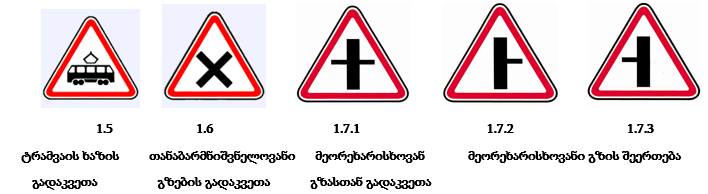 1.5 1.6 1.7.1 1.7.2 1.7.3
ტრამვაის ხაზის თანაბარმნიშვნელოვანი მეორეხარისხოვან მეორეხარისხოვანი გზის შეერთება
გადაკვეთა გზების გადაკვეთა გზასთან გადაკვეთა